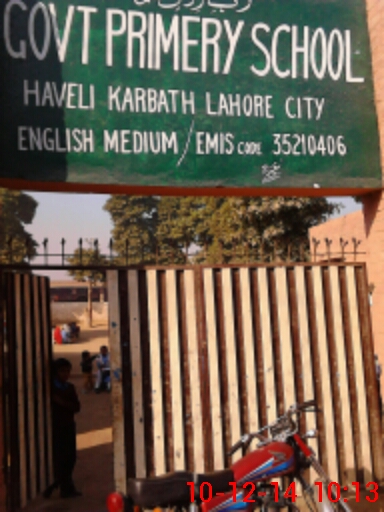 GOVT PRIMERY SCHOOL
HAVELI KARBATH LAHORE CITY
ENGLISH MEDIUM / EMIS CODE 35210406
10-12-14 10:13